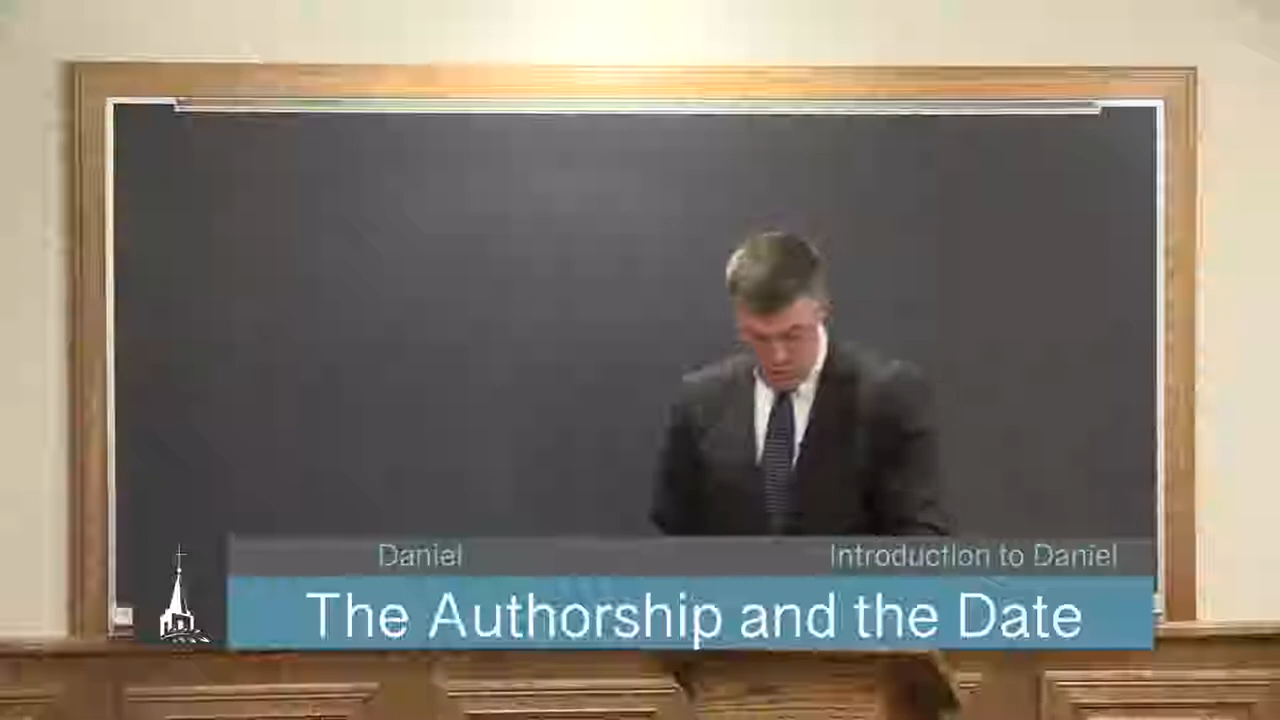 Daniel
Introduction to Daniel
The Authorship and the Date